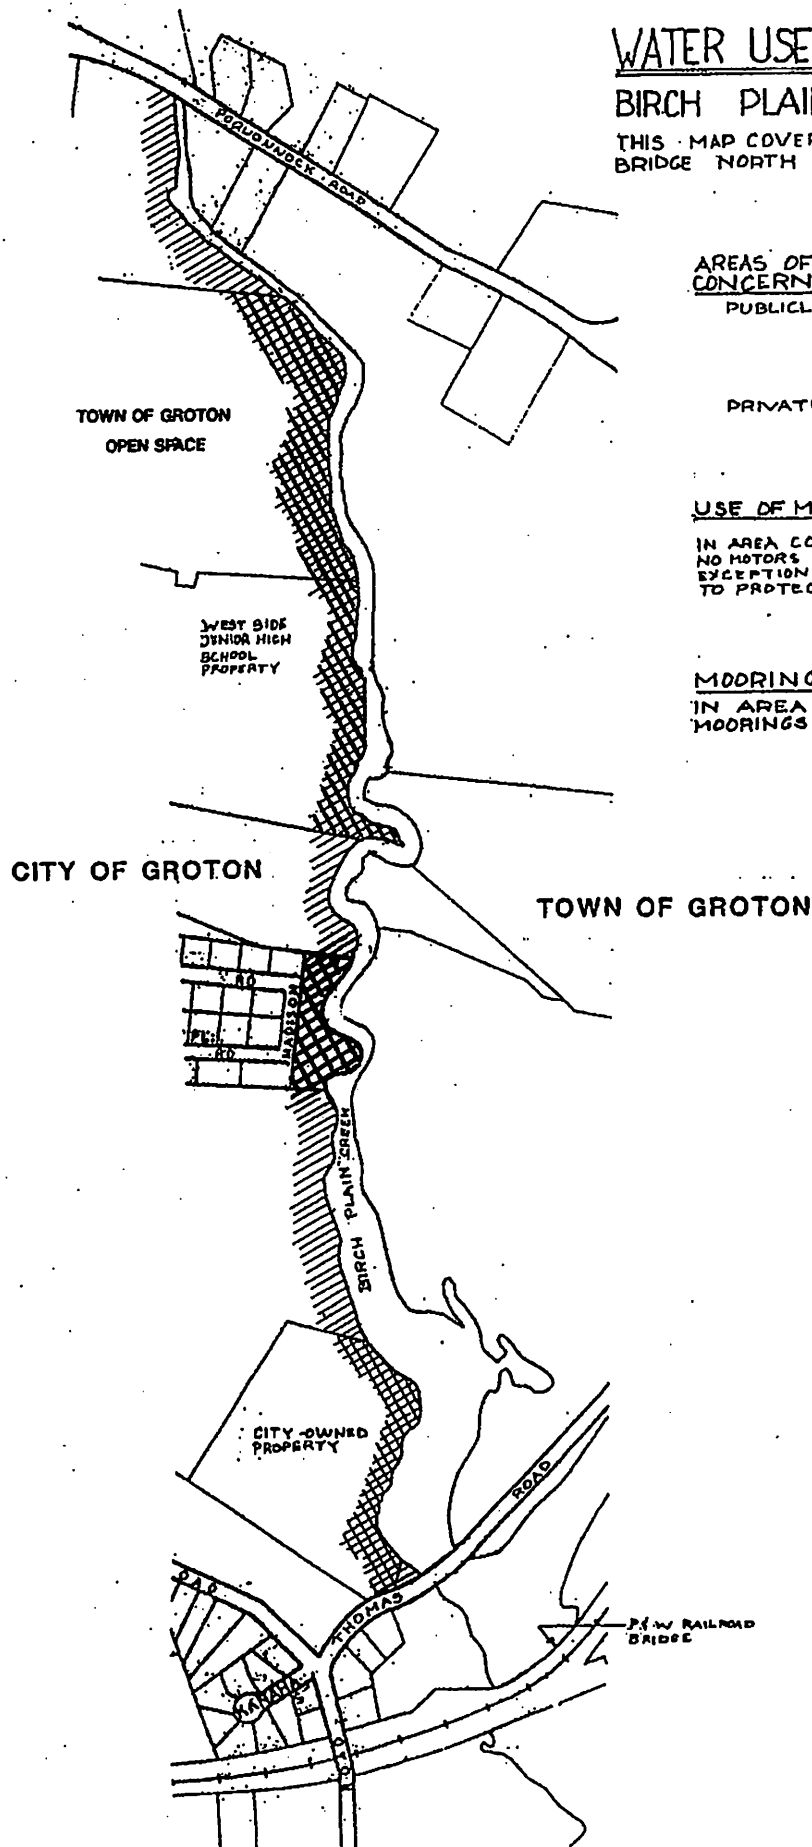 WATER USE
BIRCH PLAI
THIS MAP COVER
BRIDGE NORTH
POQUONNOCK ROAD
AREAS OF
CONCERN
PUBLICL
PRIVAT
TOWN OF GROTON
OPEN SPACE
USE OF M
IN AREA CO
NO MOTORS
EXCEPTION
TO PROTEC
WEST SIDE
JUNIOR HIGH
SCHOOL
PROPERTY
MOORING
IN AREA
MOORINGS
CITY OF GROTON
TOWN OF GROTON
RD
MADISON
PL.
RD
BIRCH PLAIN CREEK
CITY-OWNED
PROPERTY
THOMAS ROAD
OAD
P.&W RAILROAD
BRIDGE
ROAD